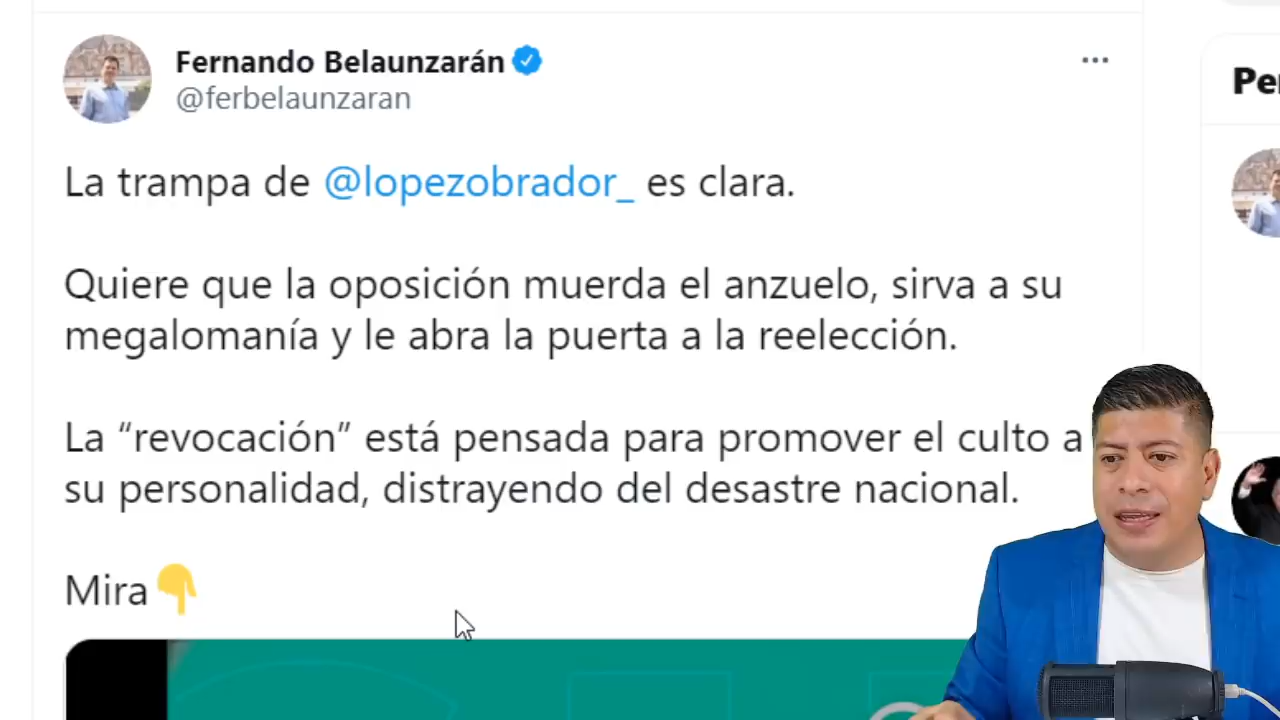 Fernando Belaunzarán
@ferbelaunzaran
La trampa de @lopezobrador_ es clara.
Quiere que la oposición muerda el anzuelo, sirva a su
megalomanía y le abra la puerta a la reelección.
La “revocación” está pensada para promover el culto a
su personalidad, distrayendo del desastre nacional.
Mira👇